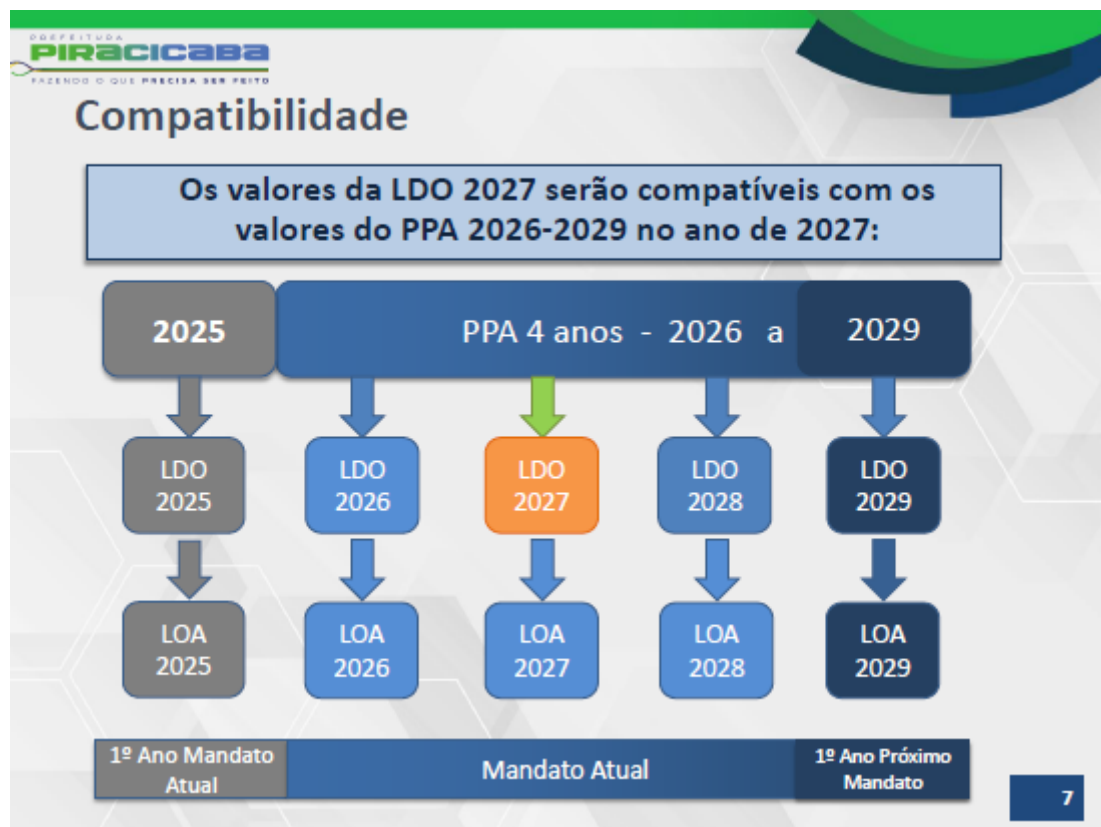 PREFEITURA
PIRACICABA
FAZENDO O QUE PRECISA SER FEITO
Compatibilidade
Os valores da LDO 2027 serão compatíveis com os
valores do PPA 2026-2029 no ano de 2027:
2025
PPA 4 anos - 2026 a
2029
LDO
2025
LDO
2026
LDO
2027
LDO
2028
LDO
2029
LOA
2025
LOA
2026
LOA
2027
LOA
2028
LOA
2029
1º Ano Mandato
Atual
Mandato Atual
1º Ano Próximo
Mandato
7